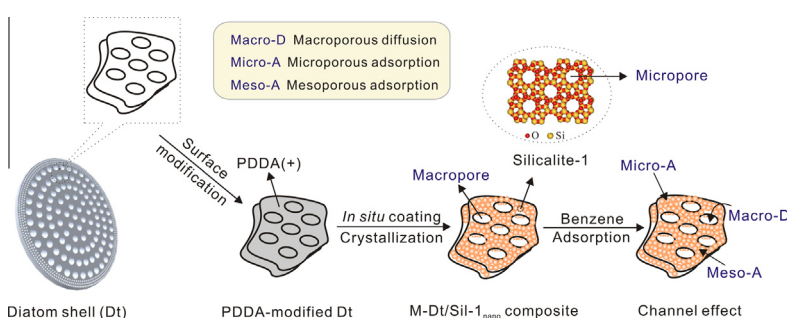 Macro-D Macroporous diffusion
Micro-A Microporous adsorption
Meso-A Mesoporous adsorption
Micropore
O Si
Silicalite-1
Surface
modification
PDDA(+)
Macropore
In situ coating
Crystallization
Benzene
Adsorption
Micro-A
Macro-D
Meso-A
Diatom shell (Dt)
PDDA-modified Dt
M-Dt/Sil-1nano composite
Channel effect